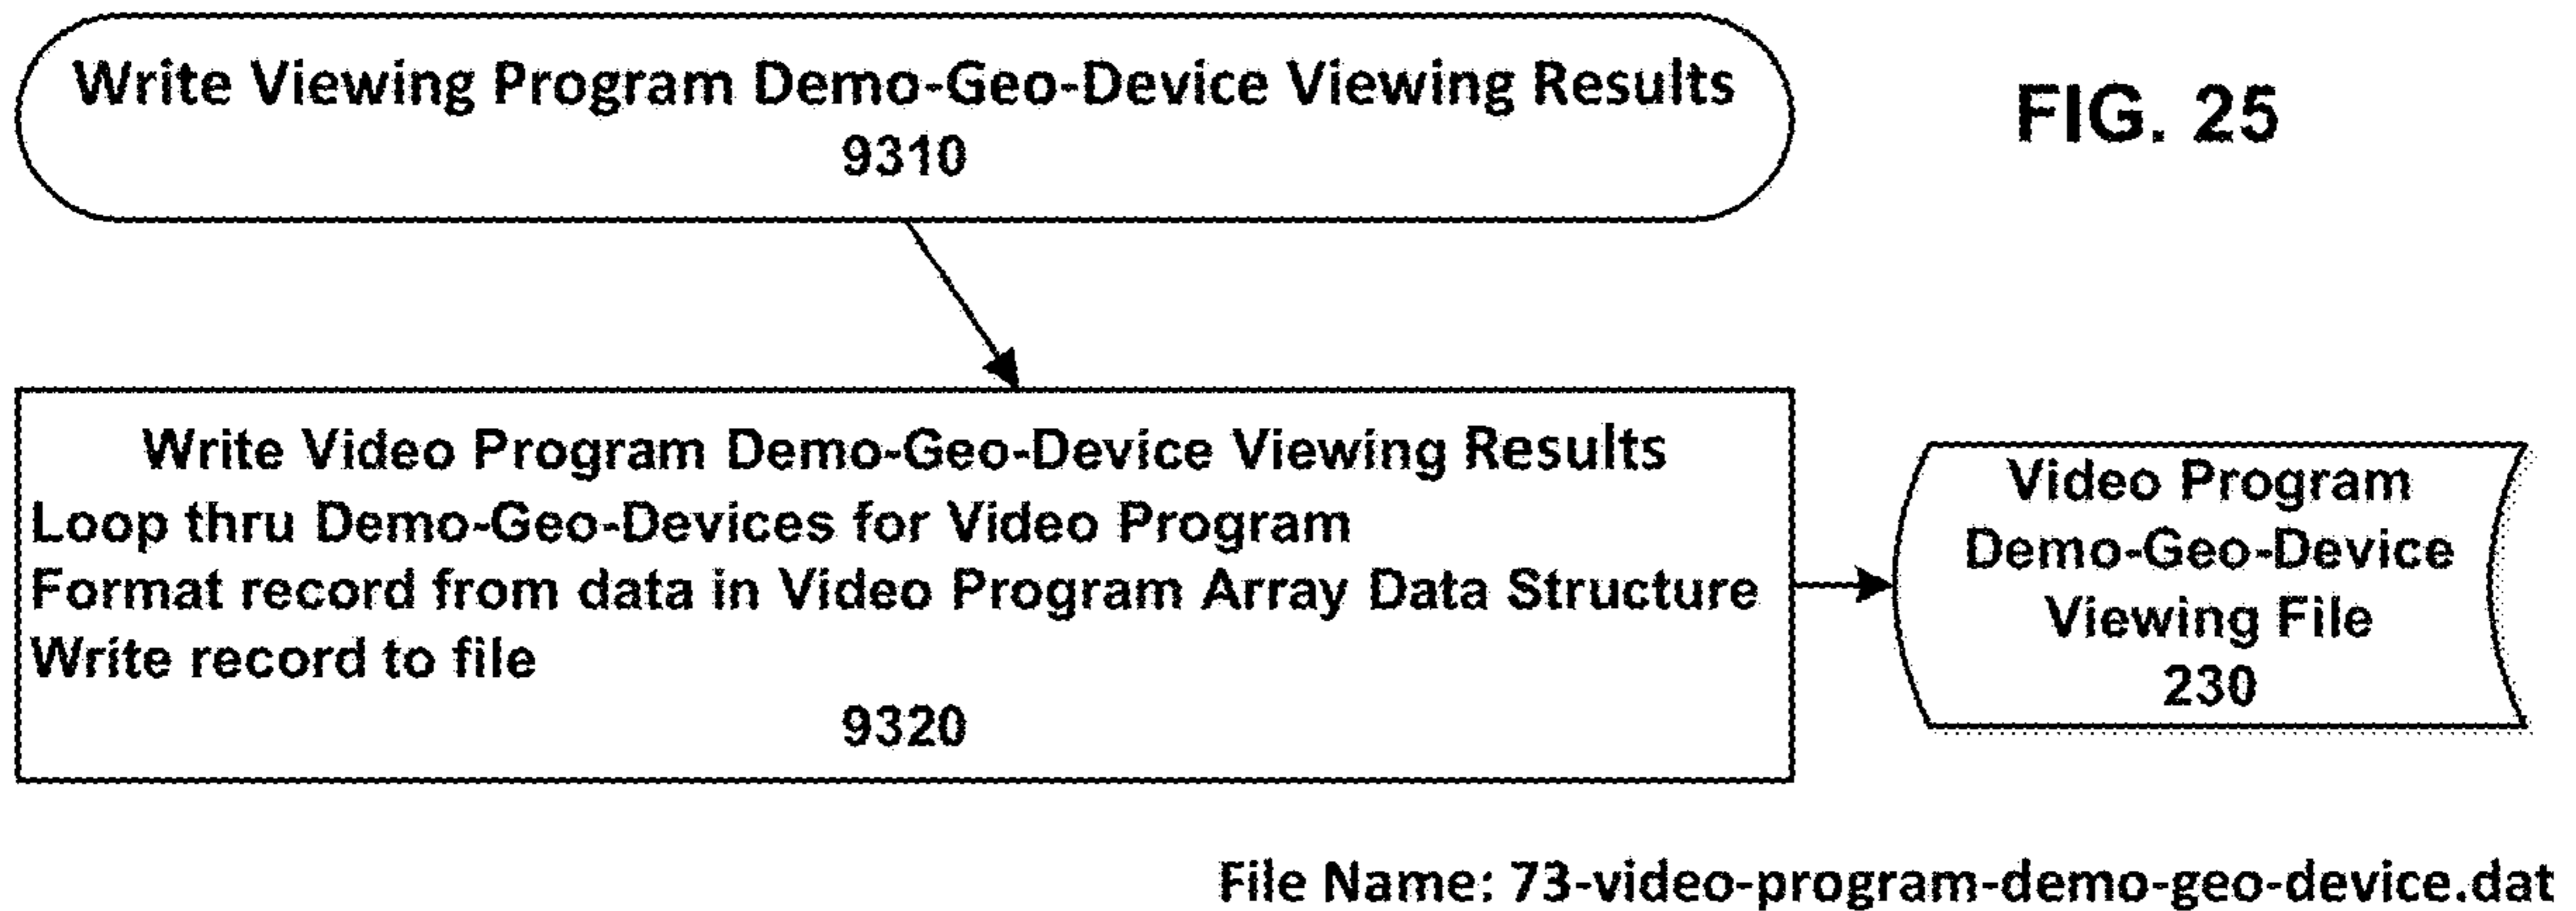 Write Viewing Program Demo-Geo-Device Viewing Results
9310
FIG. 25
Write Video Program Demo-Geo-Device Viewing Results
Loop thru Demo-Geo-Devices for Video Program
Format record from data in Video Program Array Data Structure
Write record to file
9320
Video Program
Demo-Geo-Device
Viewing File
230
File Name: 73-video-program-demo-geo-device.dat